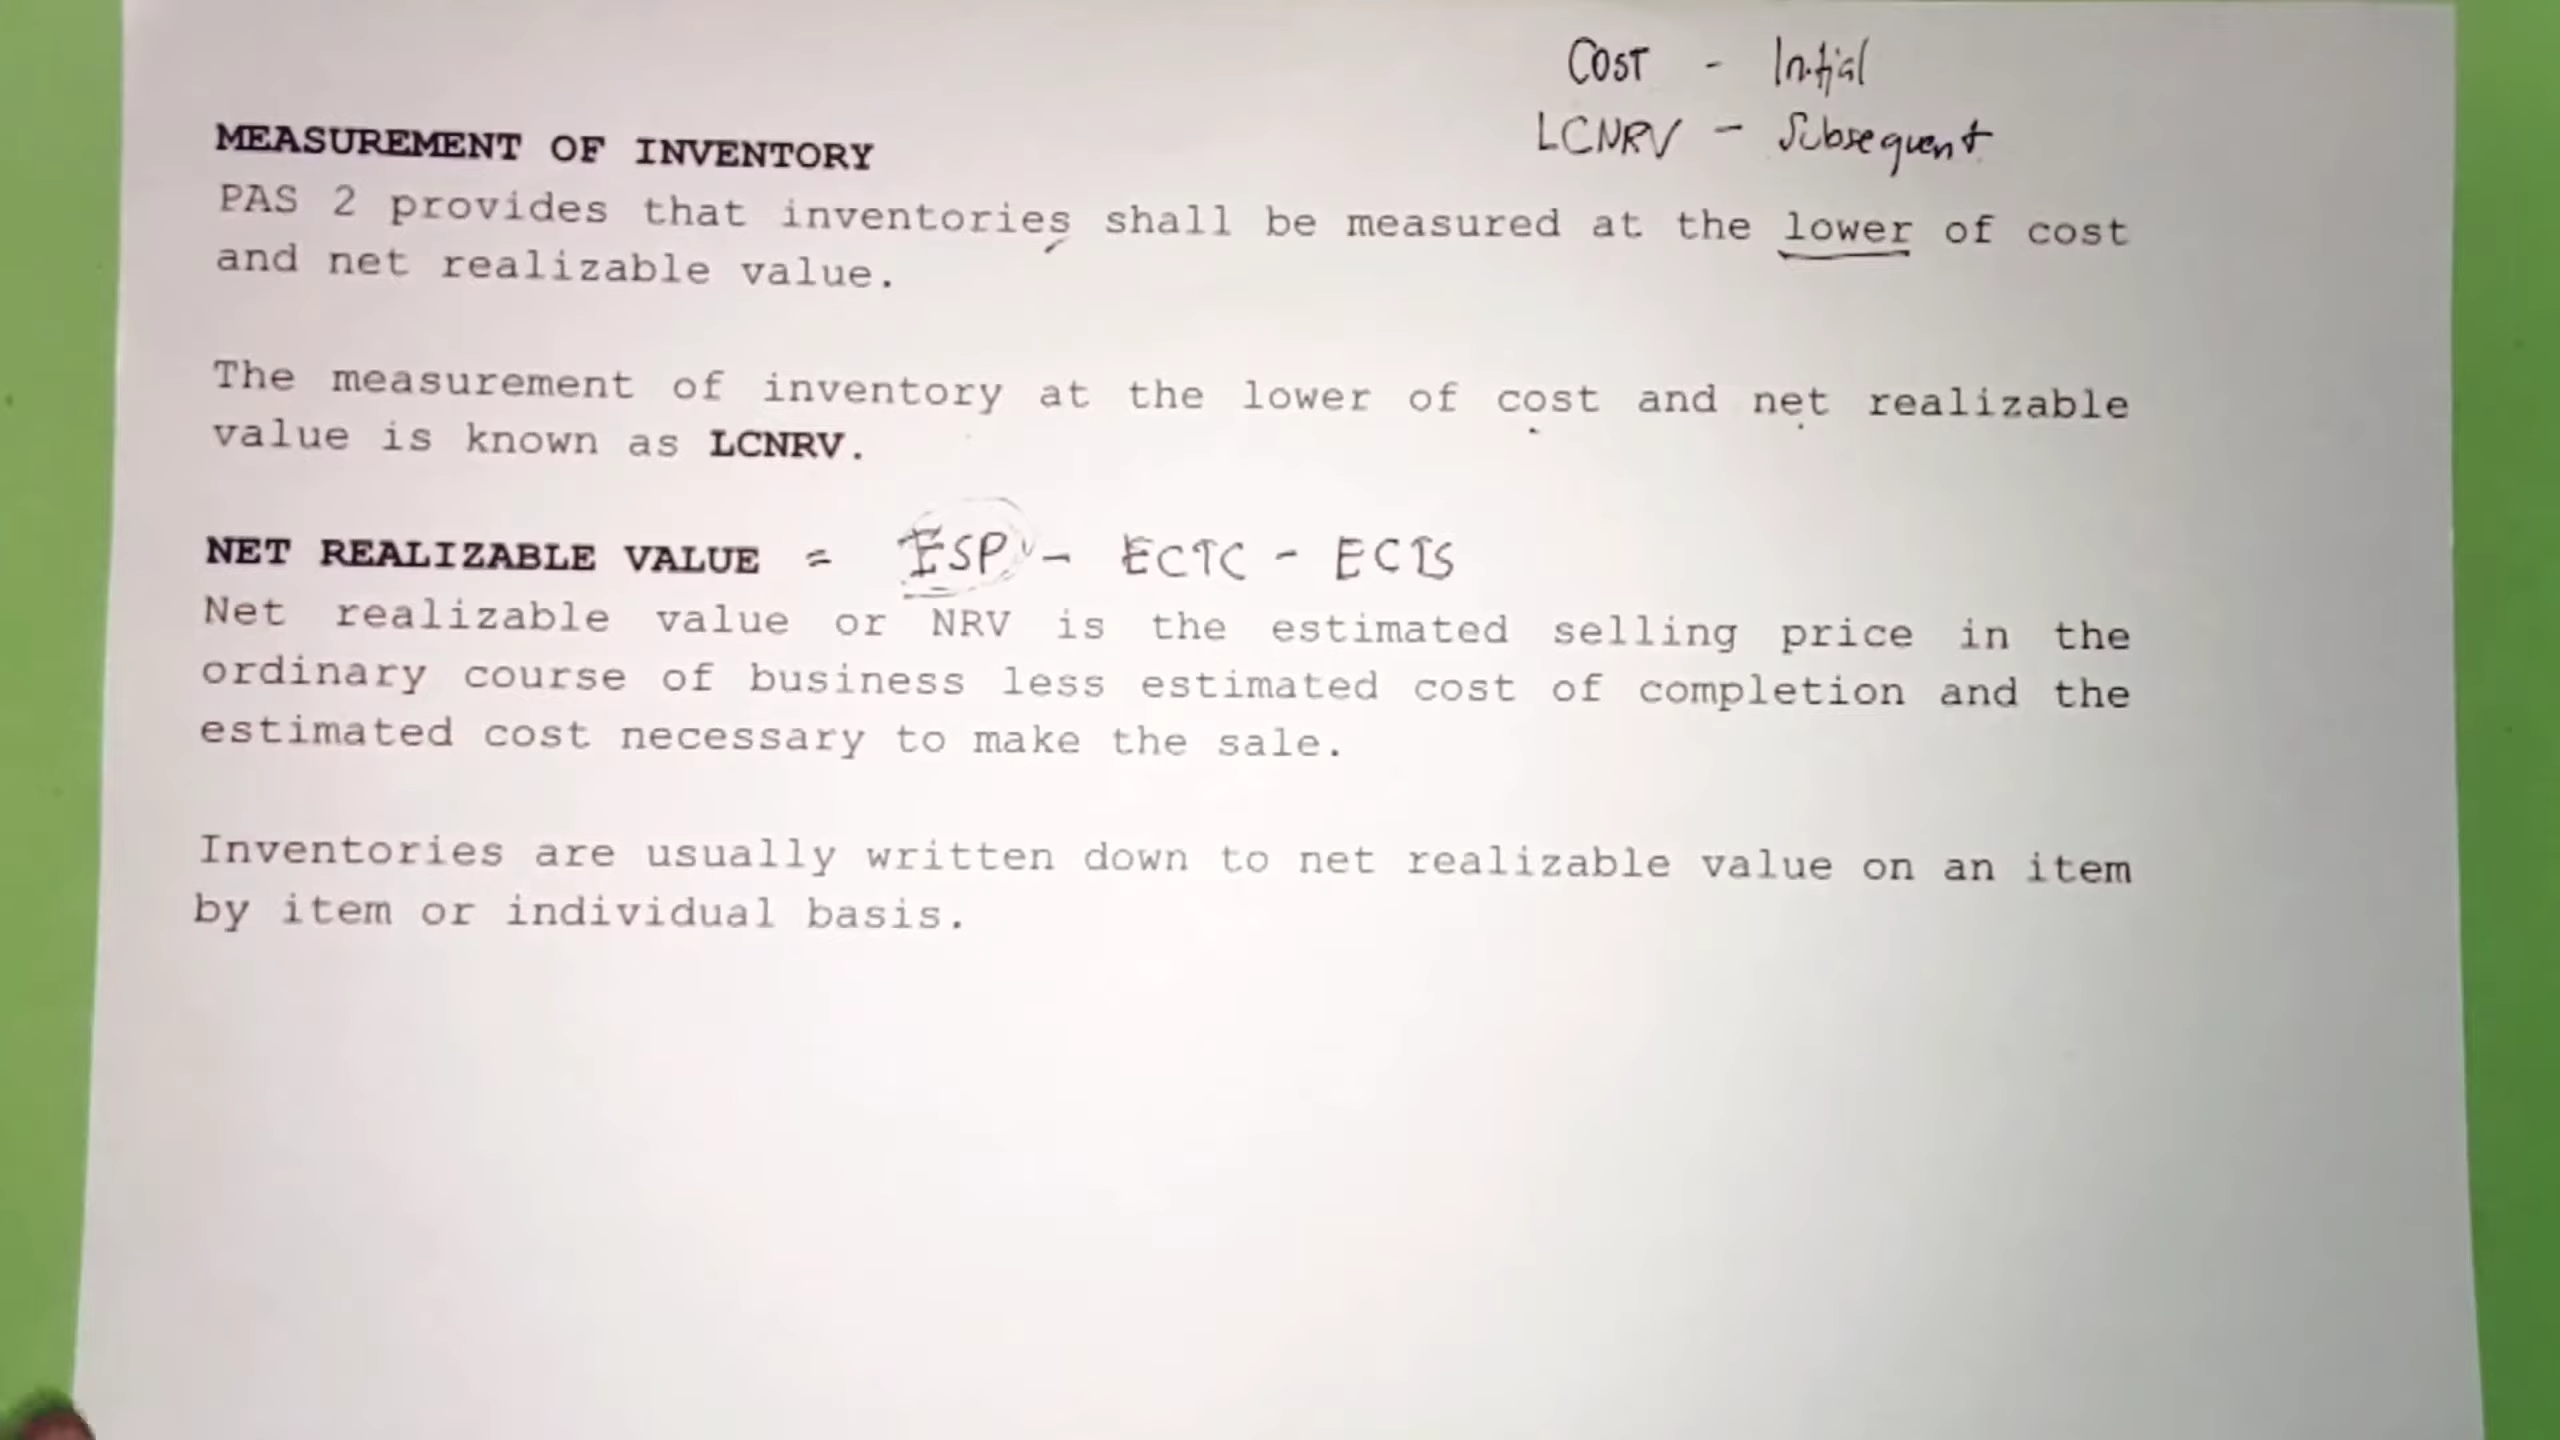 COST - Initial
LCNRV - Subsequent
MEASUREMENT OF INVENTORY
PAS 2 provides that inventories shall be measured at the lower of cost
and net realizable value.
The measurement of inventory at the lower of cost and net realizable
value is known as LCNRV.
NET REALIZABLE VALUE = ESP - ECTC - ECTS
Net realizable value or NRV is the estimated selling price in the
ordinary course of business less estimated cost of completion and the
estimated cost necessary to make the sale.
Inventories are usually written down to net realizable value on an item
by item or individual basis.